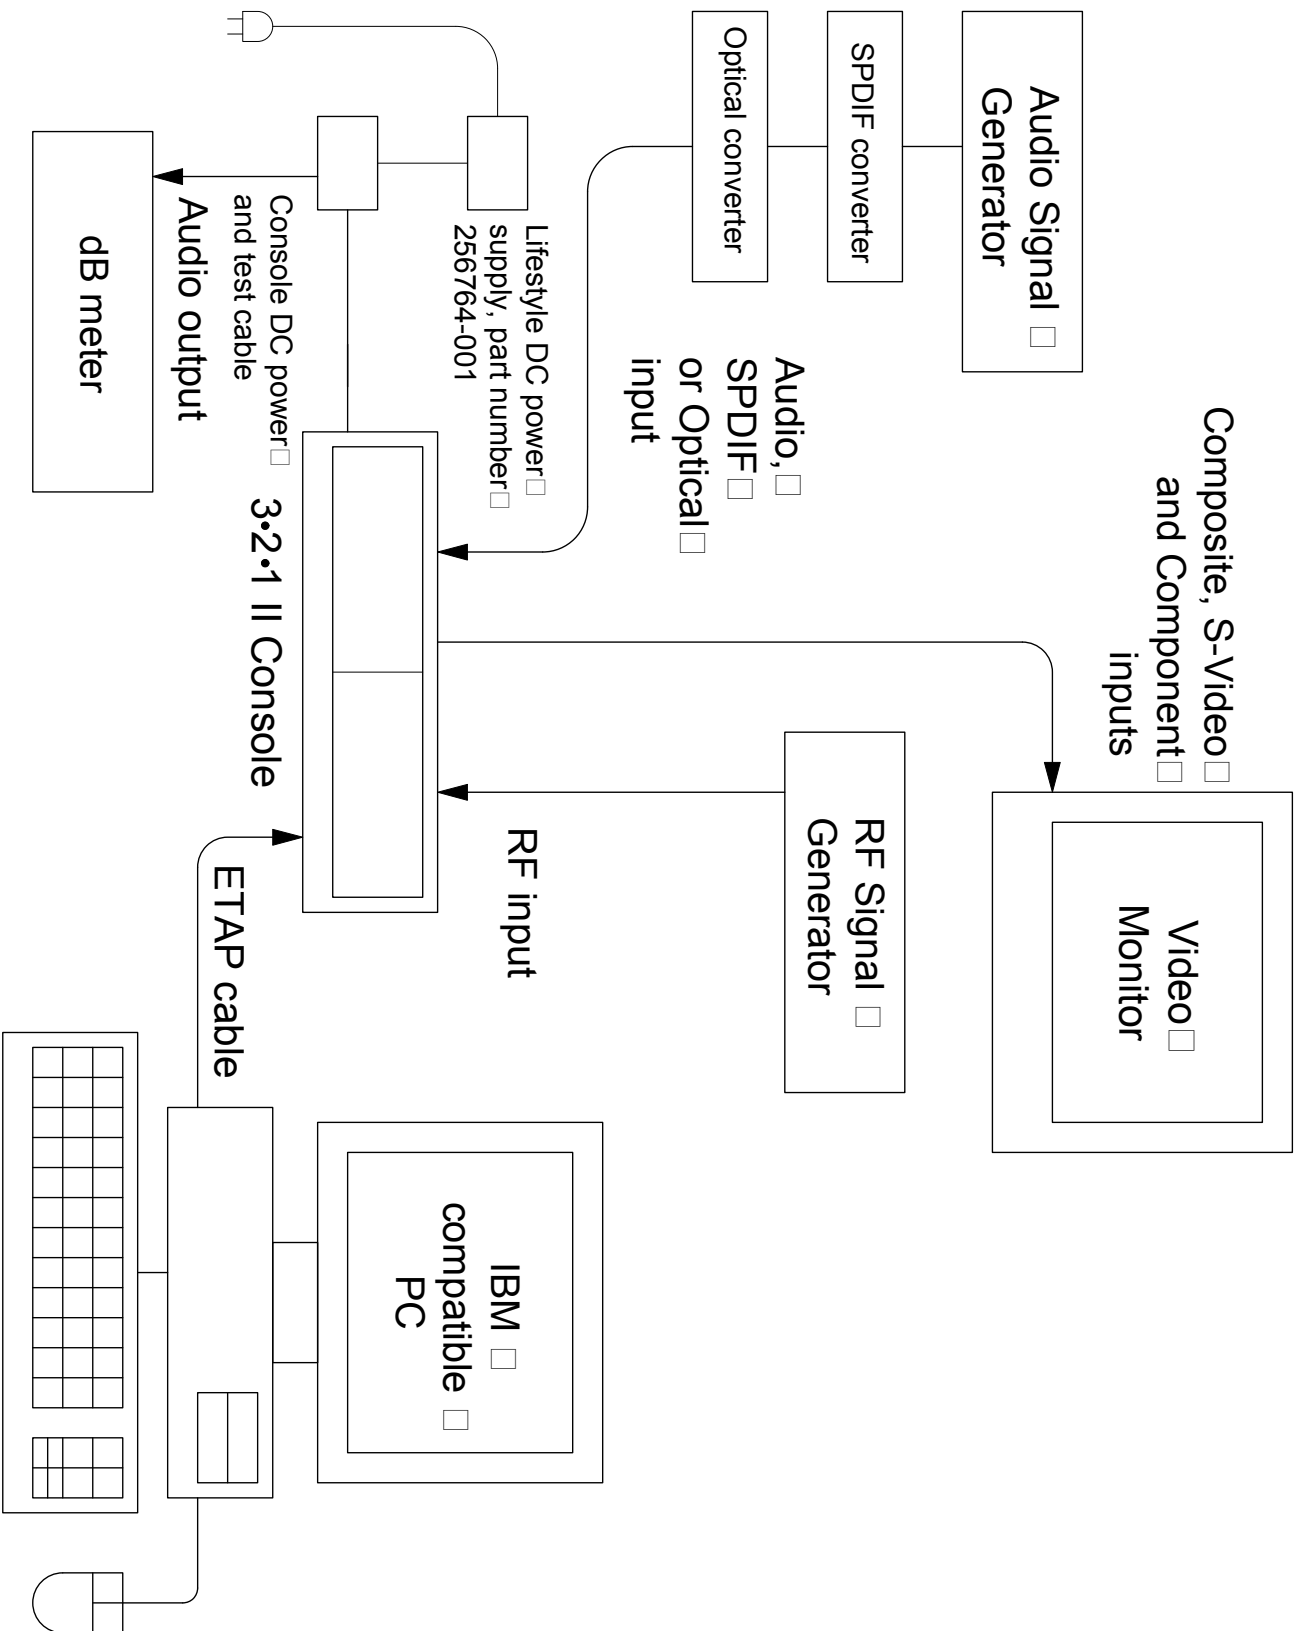 Composite, S-Video
and Component
inputs
Video
Monitor
Audio Signal
Generator
SPDIF converter
Optical converter
Audio,
SPDIF
or Optical
input
RF Signal
Generator
RF input
Lifestyle DC power
supply, part number
256764-001
Console DC power
and test cable
Audio output
dB meter
3•2•1 II Console
ETAP cable
IBM
compatible
PC